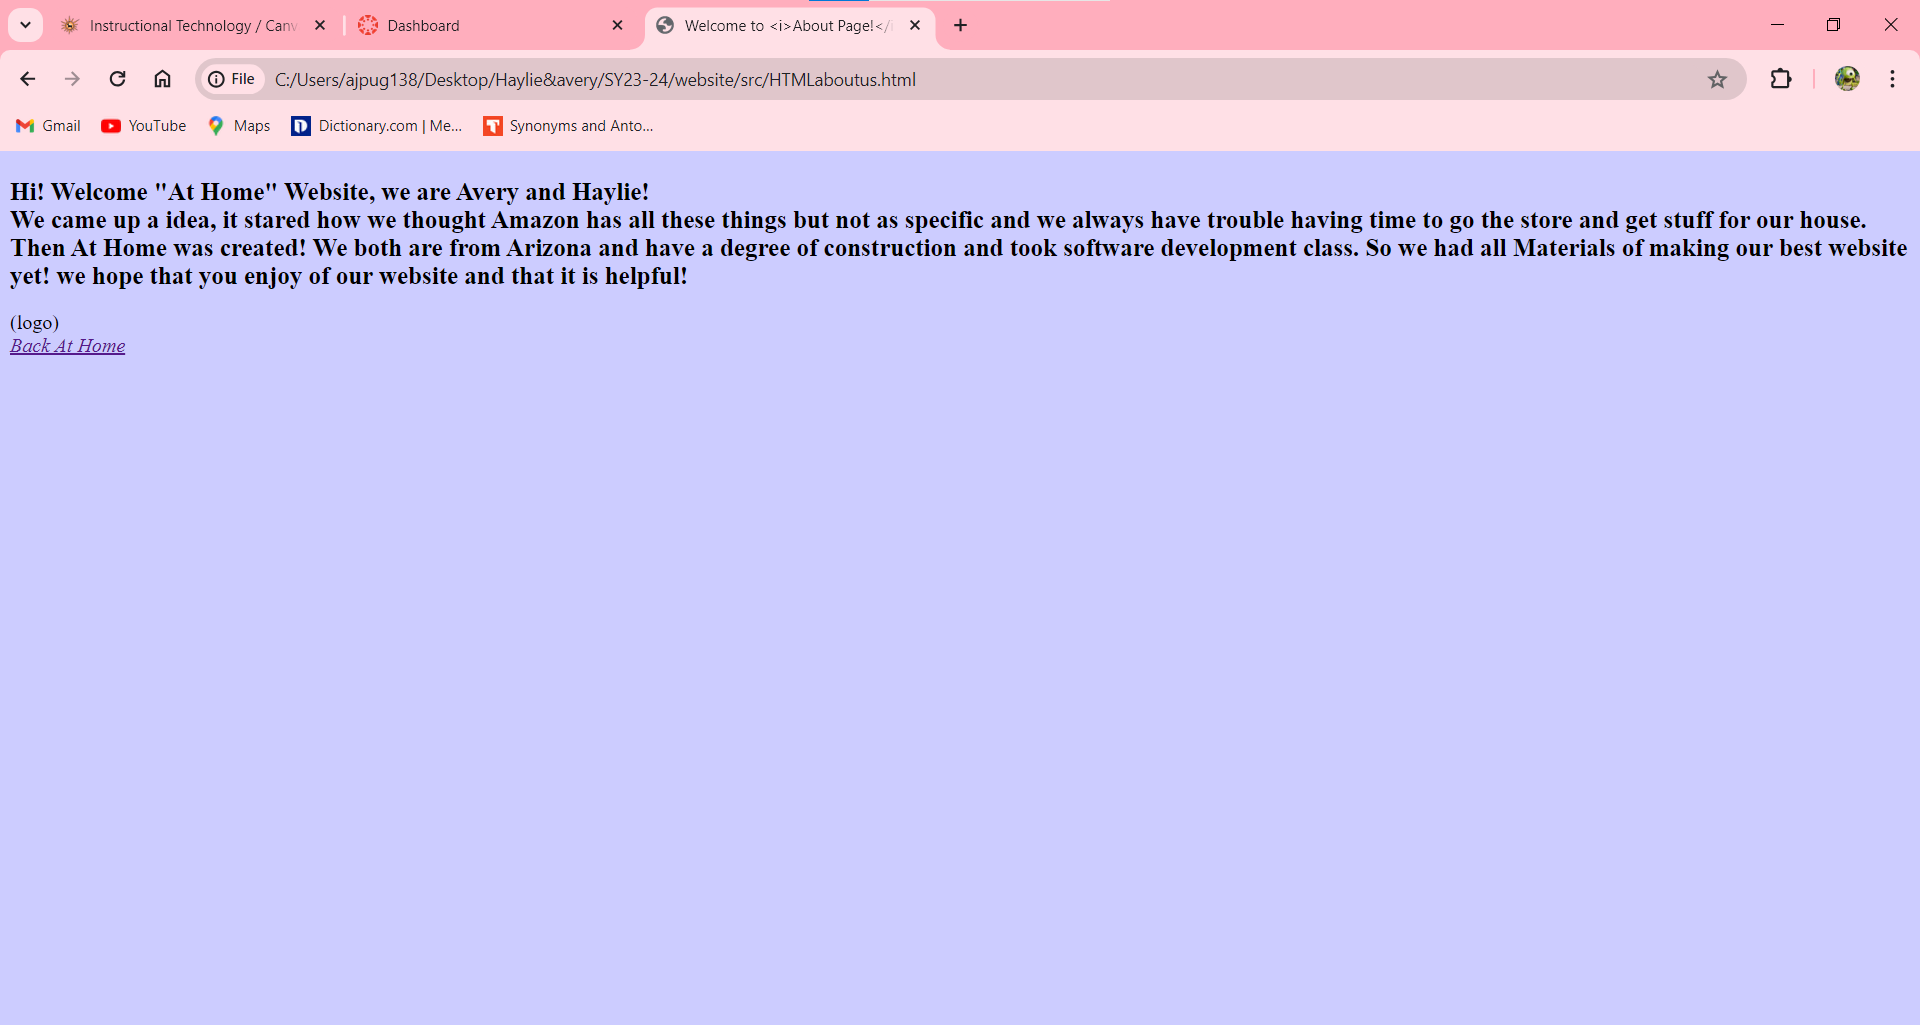 Instructional Technology / Canv
Dashboard
Welcome to <i>About Page!</i
File
C:/Users/ajpug138/Desktop/Haylie&avery/SY23-24/website/src/HTMLaboutus.html
Gmail
YouTube
Maps
Dictionary.com | Me...
Synonyms and Anto...
Hi! Welcome "At Home" Website, we are Avery and Haylie!
We came up a idea, it stared how we thought Amazon has all these things but not as specific and we always have trouble having time to go the store and get stuff for our house.
Then At Home was created! We both are from Arizona and have a degree of construction and took software development class. So we had all Materials of making our best website
yet! we hope that you enjoy of our website and that it is helpful!
(logo)
Back At Home